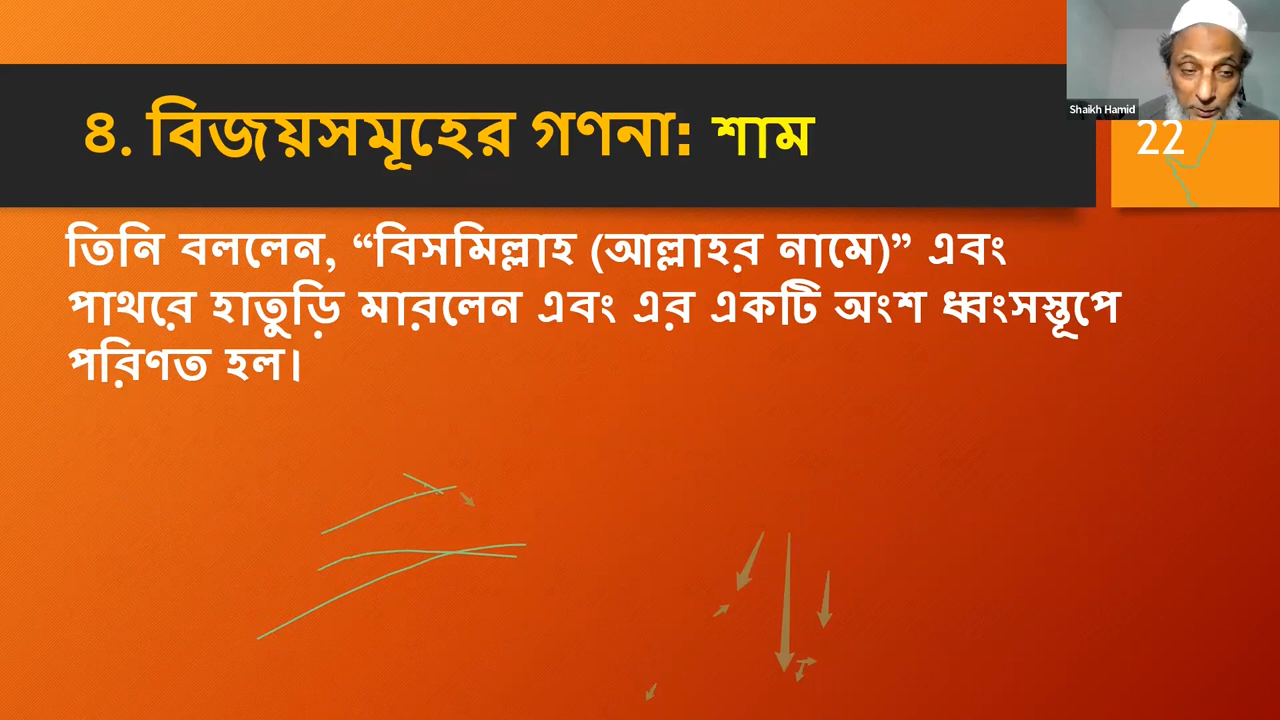 ৪. বিজয়সমূহের গণনা: শাম
Shaikh Hamid
22
তিনি বললেন, “বিসমিল্লাহ (আল্লাহর নামে)” এবং
পাথরে হাতুড়ি মারলেন এবং এর একটি অংশ ধ্বংসস্তূপে
পরিণত হল।